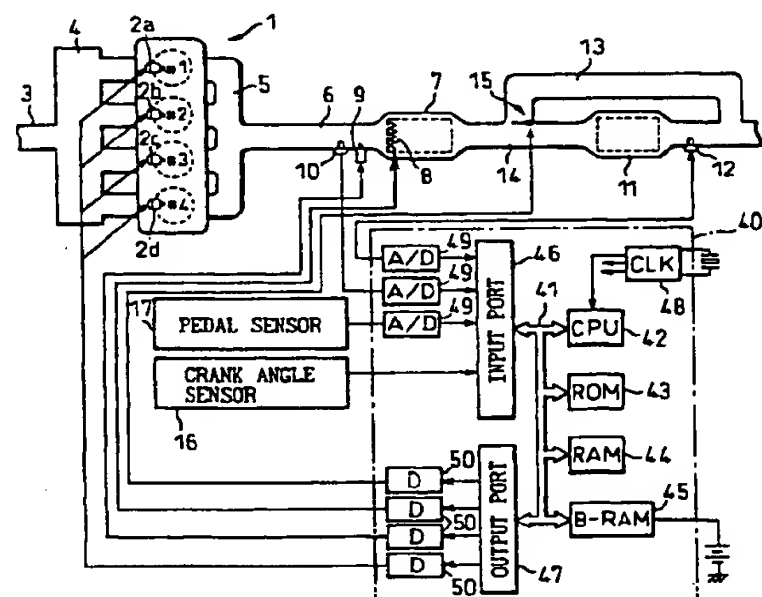 1
2a
4
13
3
2b
#1
5
6
9
7
15
#2
2c
#3
10
8
14
11
12
#4
2d
40
A/D
49
46
CLK
48
A/D
49
41
17
PEDAL SENSOR
A/D
49
INPUT PORT
CPU
42
CRANK ANGLE
SENSOR
16
ROM
43
RAM
44
50
D
D
50
D
D
50
OUTPUT PORT
47
B-RAM
45